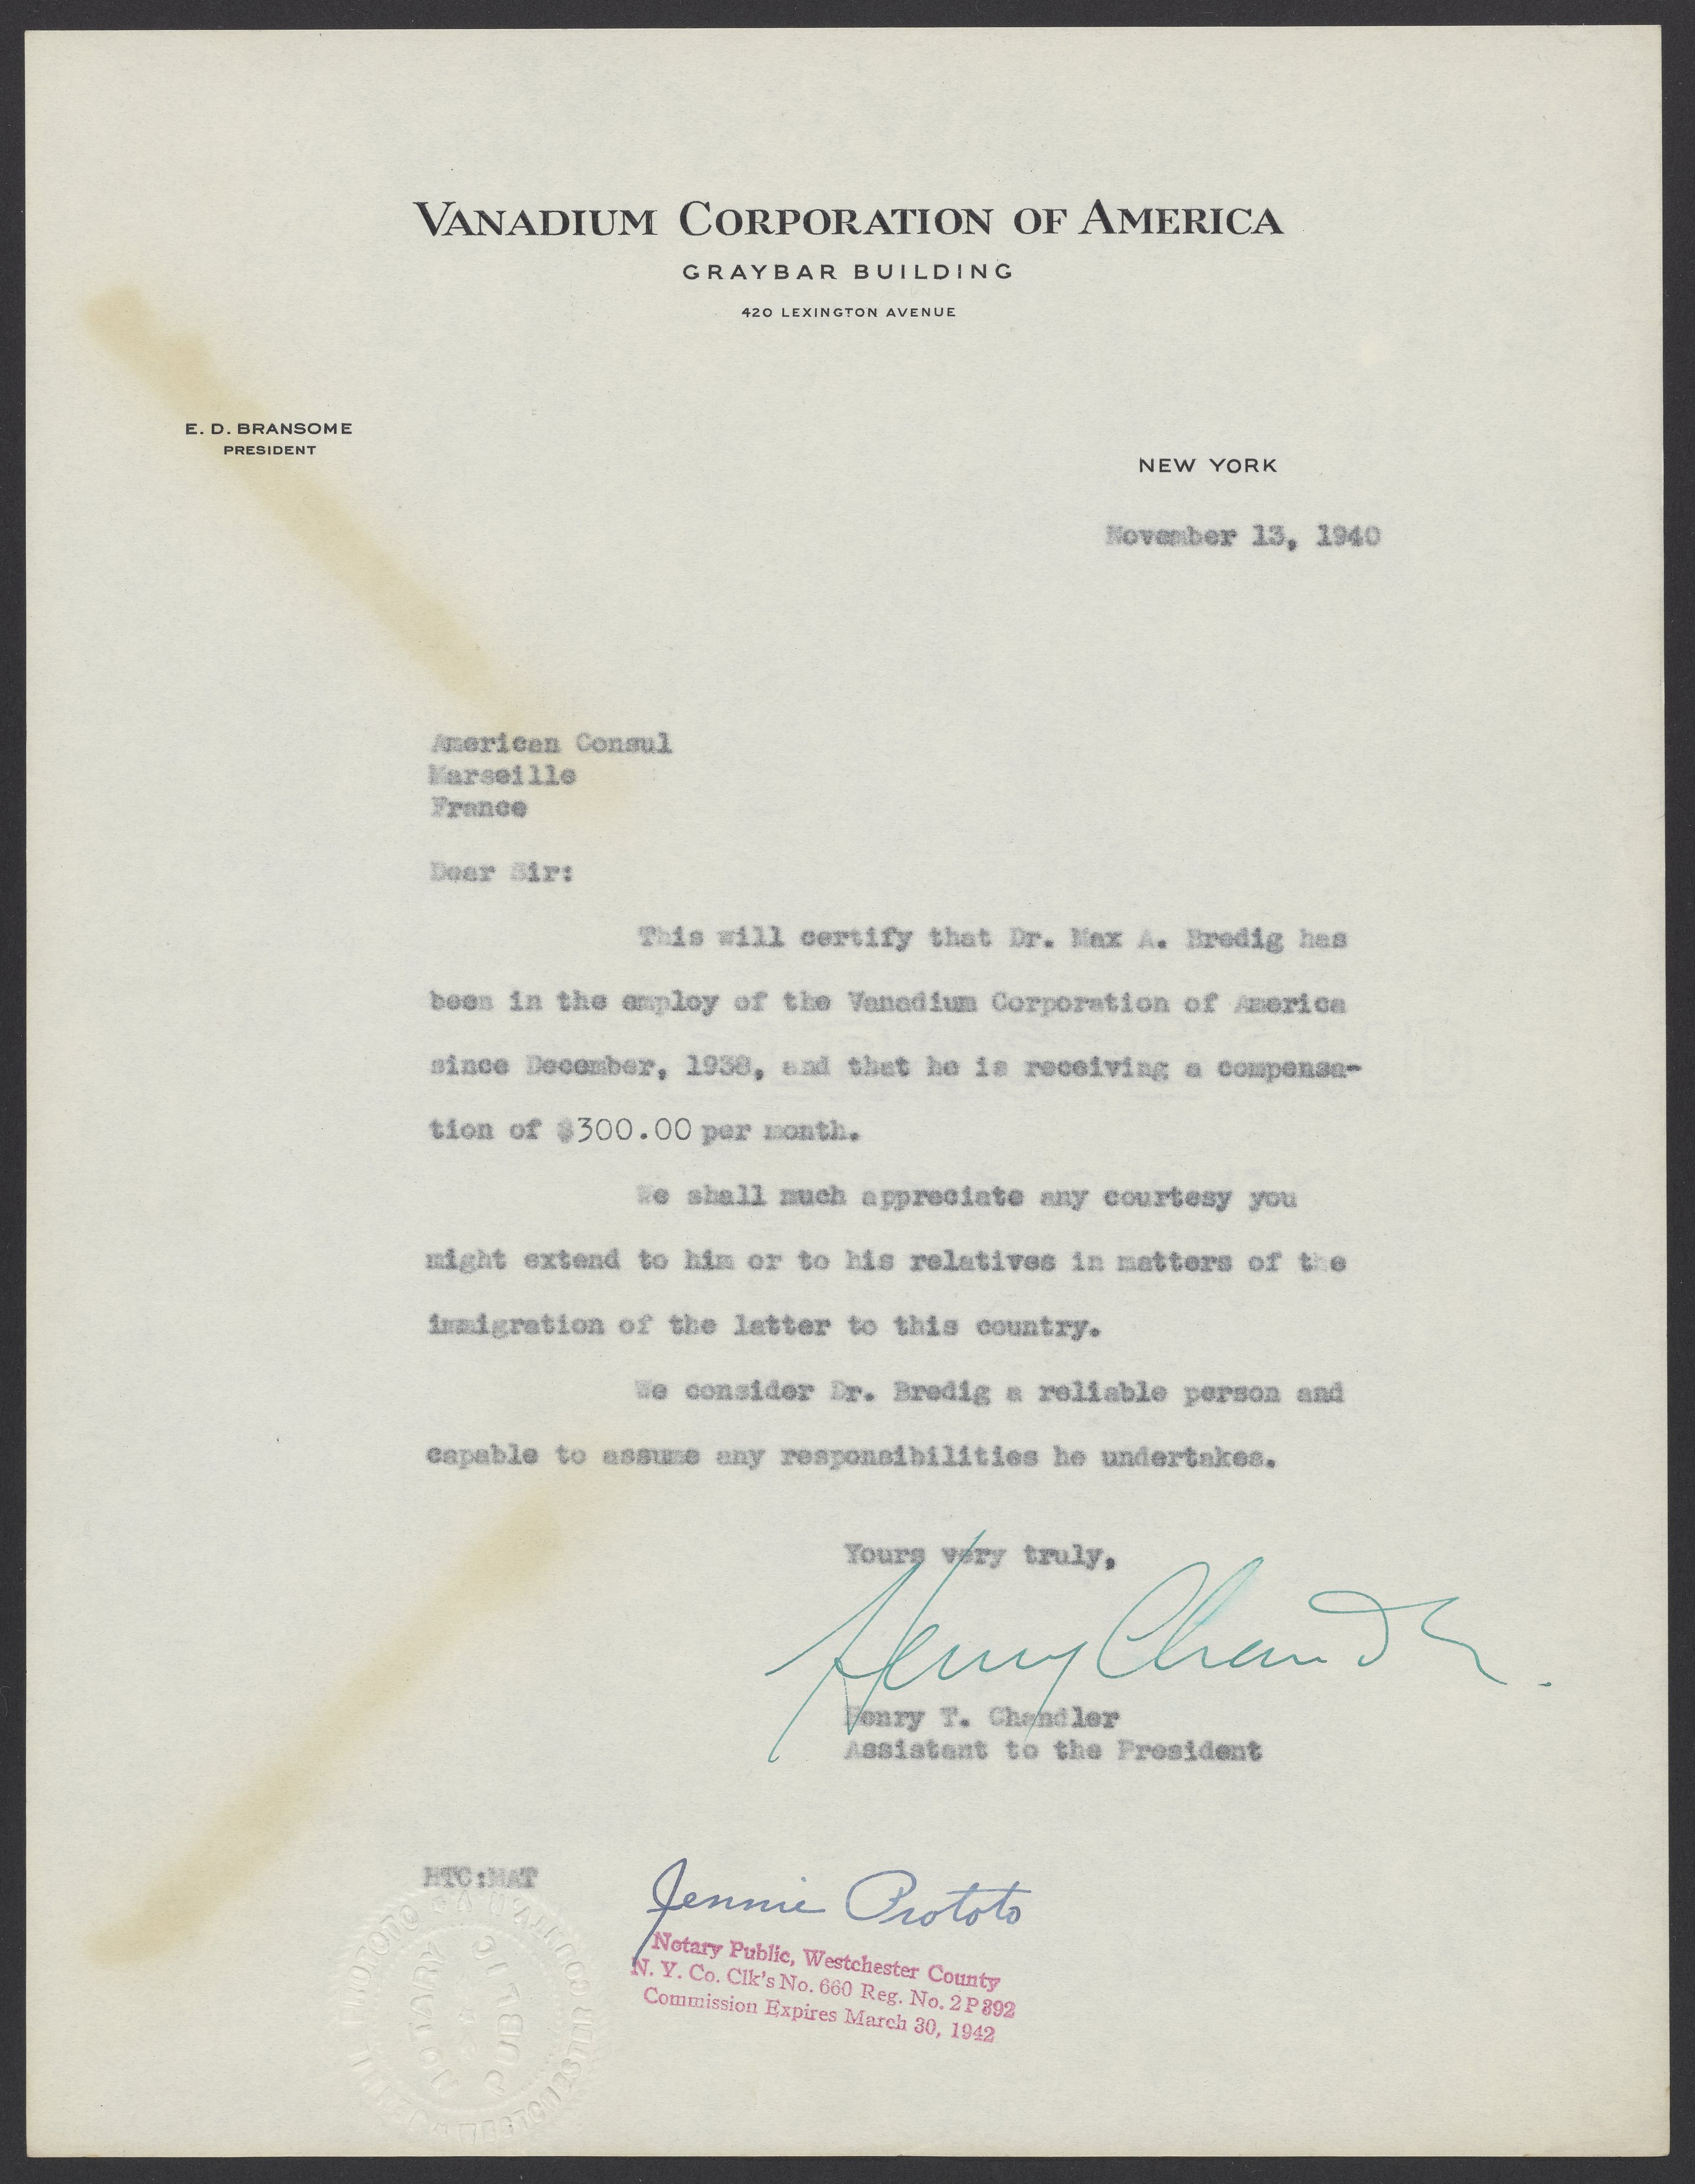 VANADIUM CORPORATION OF AMERICA
GRAYBAR BUILDING
420 LEXINGTON AVENUE
E. D. BRANSOME
PRESIDENT
NEW YORK
November 13, 1940
American Consul
Marseille
France
Dear Sir:
This will certify that Dr. Max A. Bredig has
been in the employ of the Vanadium Corporation of America
since December, 1938, and that he is receiving a compensa-
tion of $300.00 per month.
We shall much appreciate any courtesy you
might extend to him or to his relatives in matters of the
immigration of the latter to this country.
We consider Dr. Bredig a reliable person and
capable to assume any responsibilities he undertakes.
Yours very truly,
Henry Chandler.
Henry T. Chandler
Assistant to the President
HTC:MAT
Jennie Prototo
Notary Public, Westchester County
N. Y. Co. Clk's No. 660 Reg. No. 2P392
Commission Expires March 30, 1942
NOTARY
PUBLIC
WESTCHESTER COUNTY